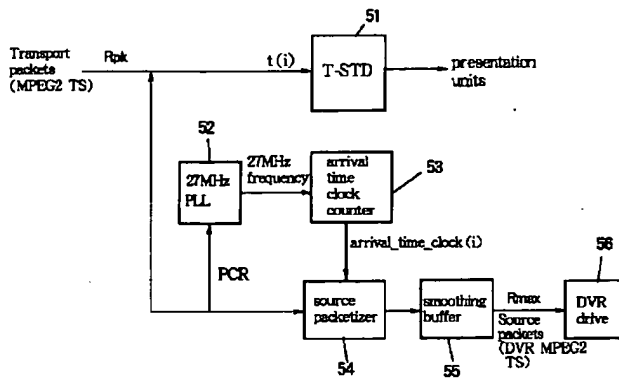 51
Transport
packets
(MPEG2 TS)
Rpk
t(i)
T-STD
presentation
units
52
27MHz
PLL
27MHz
frequency
arrival
time
clock
counter
53
arrival_time_clock(i)
PCR
source
packetizer
54
smoothing
buffer
55
Rmax
Source
packets
(DVR MPEG2
TS)
56
DVR
drive